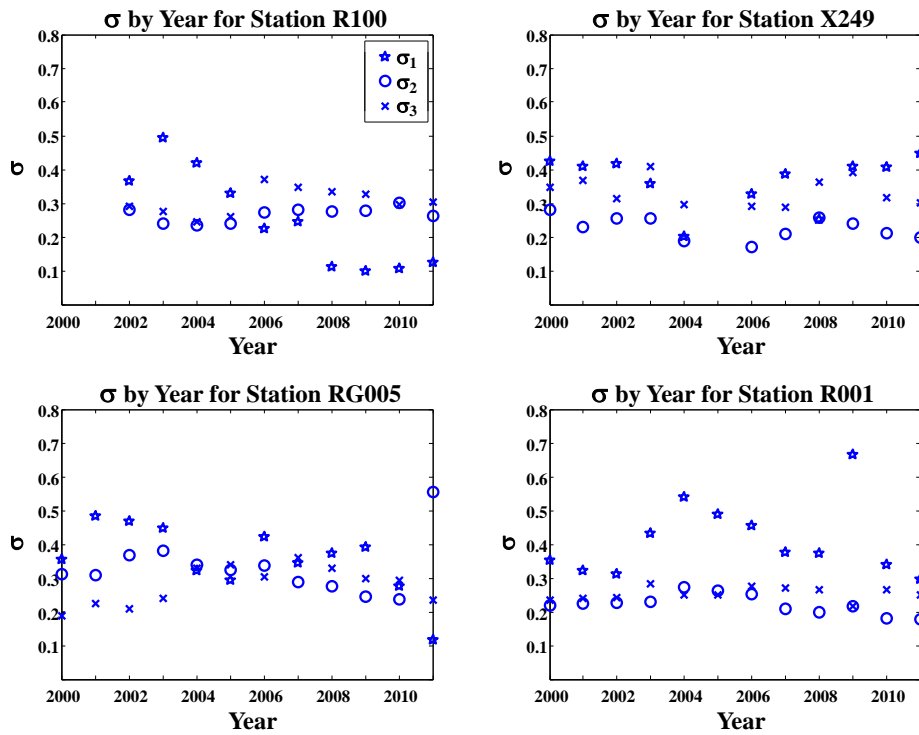 σ by Year for Station R100
0.8
0.7
0.6
0.5
0.4
0.3
0.2
0.1
σ
2000 2002 2004 2006 2008 2010
Year
σ1
σ2
σ3
σ by Year for Station X249
0.8
0.7
0.6
0.5
0.4
0.3
0.2
0.1
σ
2000 2002 2004 2006 2008 2010
Year
σ by Year for Station RG005
0.8
0.7
0.6
0.5
0.4
0.3
0.2
0.1
σ
2000 2002 2004 2006 2008 2010
Year
σ by Year for Station R001
0.8
0.7
0.6
0.5
0.4
0.3
0.2
0.1
σ
2000 2002 2004 2006 2008 2010
Year